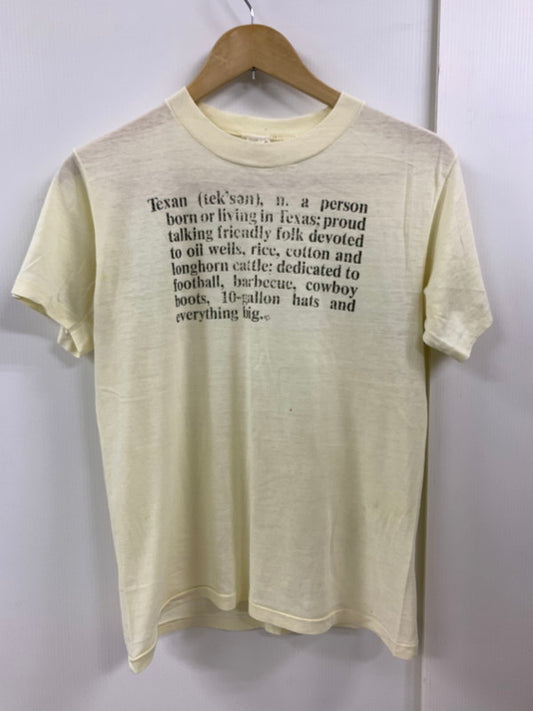 Texan (tek'sən), n. a person
born or living in Texas; proud
talking friendly folk devoted
to oil wells, rice, cotton and
longhorn cattle; dedicated to
football, barbecue, cowboy
boots, 10-gallon hats and
everything big.